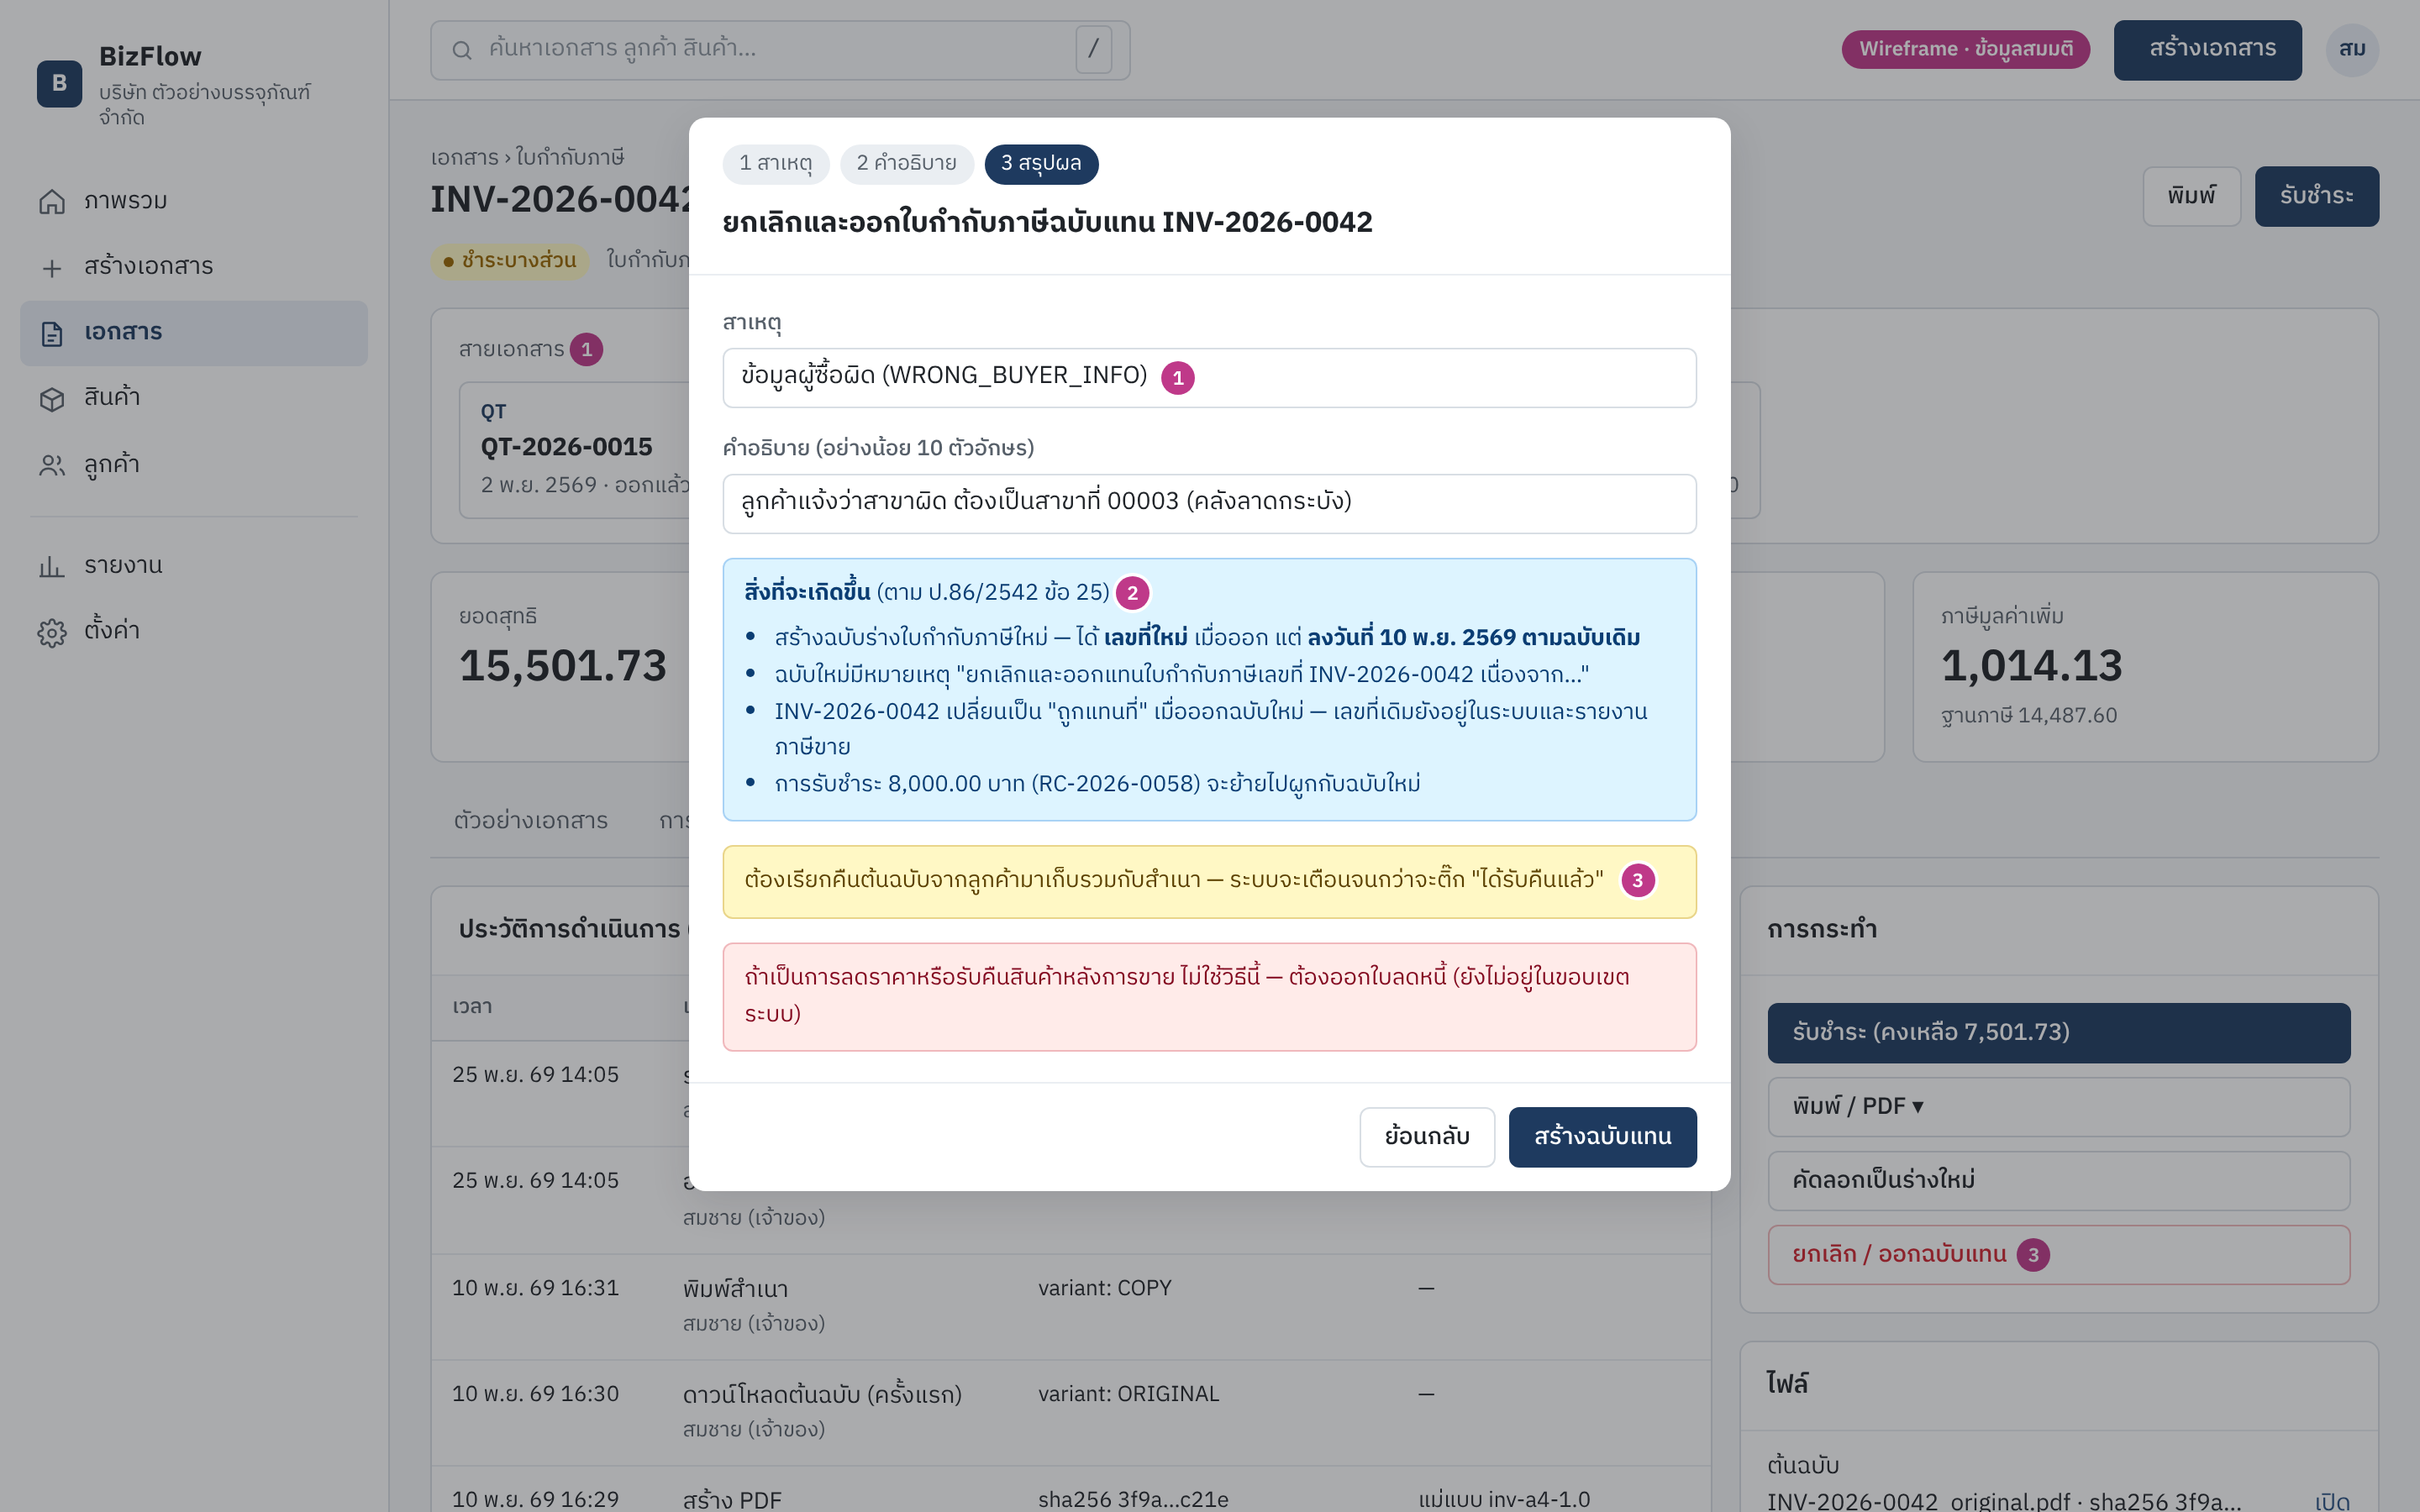 B
BizFlow
บริษัท ตัวอย่างบรรจุภัณฑ์
จำกัด
ภาพรวม
สร้างเอกสาร
เอกสาร
สินค้า
ลูกค้า
รายงาน
ตั้งค่า
ค้นหาเอกสาร ลูกค้า สินค้า...
/
Wireframe · ข้อมูลสมมติ
สร้างเอกสาร
สม
เอกสาร › ใบกำกับภาษี
INV-2026-0042
ชำระบางส่วน
พิมพ์
รับชำระ
สายเอกสาร 1
QT
QT-2026-0015
2 พ.ย. 2569 · ออกแล้ว
ยอดสุทธิ
15,501.73
ภาษีมูลค่าเพิ่ม
1,014.13
ฐานภาษี 14,487.60
ตัวอย่างเอกสาร
1 สาเหตุ
2 คำอธิบาย
3 สรุปผล
ยกเลิกและออกใบกำกับภาษีฉบับแทน INV-2026-0042
สาเหตุ
ข้อมูลผู้ซื้อผิด (WRONG_BUYER_INFO) 1
คำอธิบาย (อย่างน้อย 10 ตัวอักษร)
ลูกค้าแจ้งว่าสาขาผิด ต้องเป็นสาขาที่ 00003 (คลังลาดกระบัง)
สิ่งที่จะเกิดขึ้น (ตาม ป.86/2542 ข้อ 25) 2
• สร้างฉบับร่างใบกำกับภาษีใหม่ — ได้ เลขที่ใหม่ เมื่อออก แต่ ลงวันที่ 10 พ.ย. 2569 ตามฉบับเดิม
• ฉบับใหม่มีหมายเหตุ "ยกเลิกและออกแทนใบกำกับภาษีเลขที่ INV-2026-0042 เนื่องจาก..."
• INV-2026-0042 เปลี่ยนเป็น "ถูกแทนที่" เมื่อออกฉบับใหม่ — เลขที่เดิมยังอยู่ในระบบและรายงาน
ภาษีขาย
• การรับชำระ 8,000.00 บาท (RC-2026-0058) จะย้ายไปผูกกับฉบับใหม่
ต้องเรียกคืนต้นฉบับจากลูกค้ามาเก็บรวมกับสำเนา — ระบบจะเตือนจนกว่าจะติ๊ก "ได้รับคืนแล้ว" 3
ถ้าเป็นการลดราคาหรือรับคืนสินค้าหลังการขาย ไม่ใช้วิธีนี้ — ต้องออกใบลดหนี้ (ยังไม่อยู่ในขอบเขต
ระบบ)
ย้อนกลับ
สร้างฉบับแทน
ประวัติการดำเนินการ
เวลา
25 พ.ย. 69 14:05
25 พ.ย. 69 14:05
สมชาย (เจ้าของ)
10 พ.ย. 69 16:31
พิมพ์สำเนา
variant: COPY
—
สมชาย (เจ้าของ)
10 พ.ย. 69 16:30
ดาวน์โหลดต้นฉบับ (ครั้งแรก)
variant: ORIGINAL
—
สมชาย (เจ้าของ)
10 พ.ย. 69 16:29
สร้าง PDF
sha256 3f9a...c21e
แม่แบบ inv-a4-1.0
การกระทำ
รับชำระ (คงเหลือ 7,501.73)
พิมพ์ / PDF ▾
คัดลอกเป็นร่างใหม่
ยกเลิก / ออกฉบับแทน 3
ไฟล์
ต้นฉบับ
INV-2026-0042_original.pdf · sha256 3f9a...
เปิด